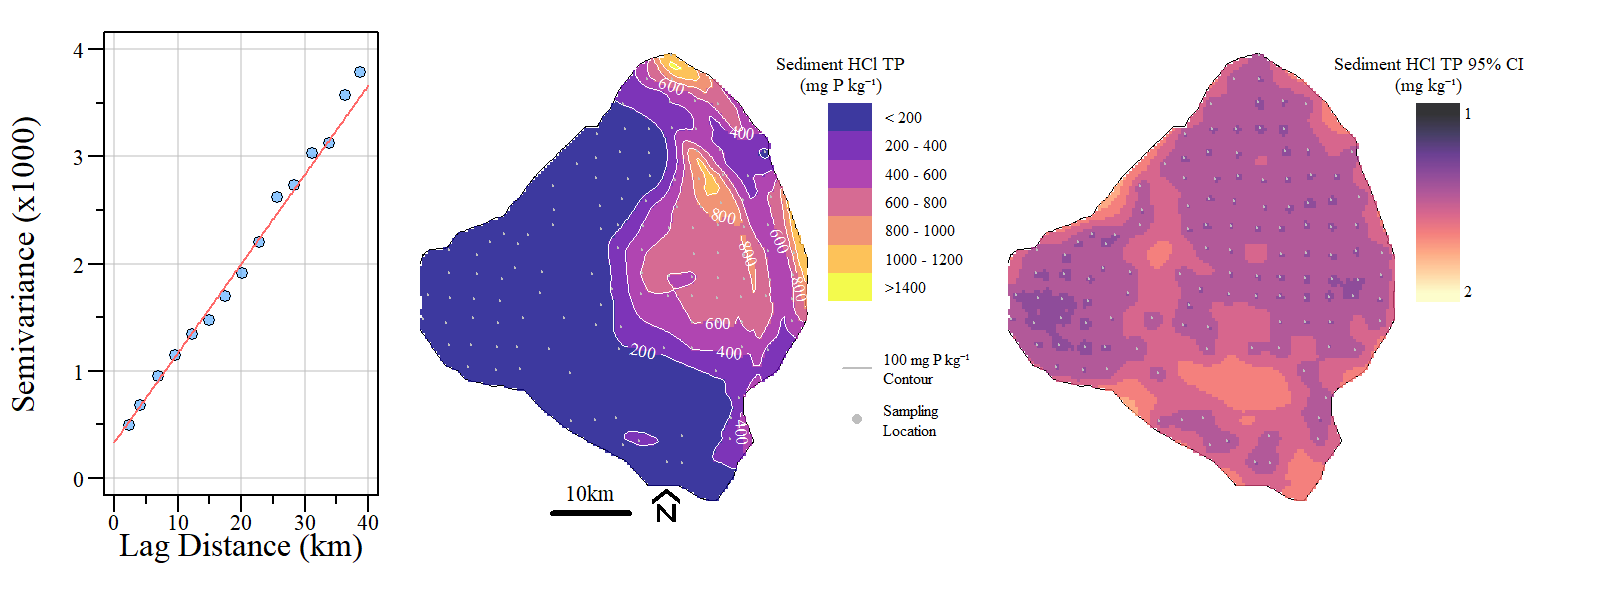 4
3
2
1
0
Semivariance (x1000)
0 10 20 30 40
Lag Distance (km)
Sediment HCl TP
(mg P kg⁻¹)
< 200
200 - 400
400 - 600
600 - 800
800 - 1000
1000 - 1200
>1400
100 mg P kg⁻¹
Contour
Sampling
Location
600
400
800
800
600
800
600
400
200
400
10km
N
Sediment HCl TP 95% CI
(mg kg⁻¹)
1
2